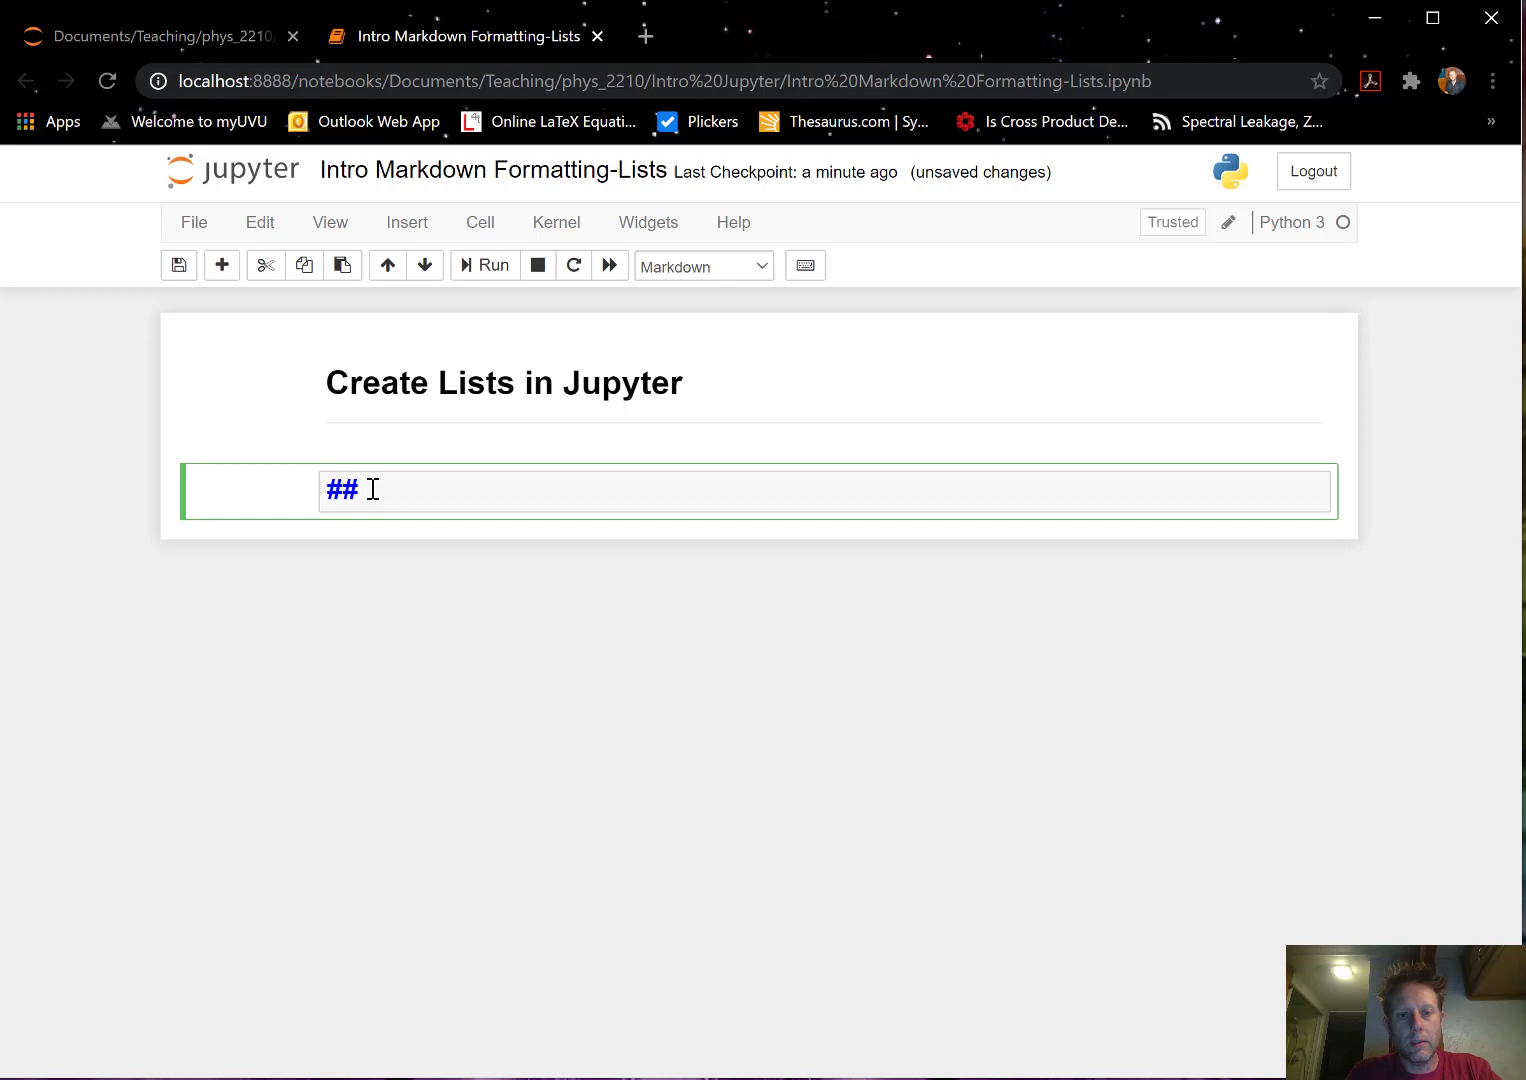 Documents/Teaching/phys_2210
Intro Markdown Formatting-Lists
localhost:8888/notebooks/Documents/Teaching/phys_2210/Intro%20Jupyter/Intro%20Markdown%20Formatting-Lists.ipynb
Apps Welcome to myUVU Outlook Web App Online LaTeX Equati... Plickers Thesaurus.com | Sy... Is Cross Product De... Spectral Leakage, Z... »
jupyter Intro Markdown Formatting-Lists Last Checkpoint: a minute ago (unsaved changes) Logout
File Edit View Insert Cell Kernel Widgets Help Trusted Python 3
Run Markdown
Create Lists in Jupyter
##